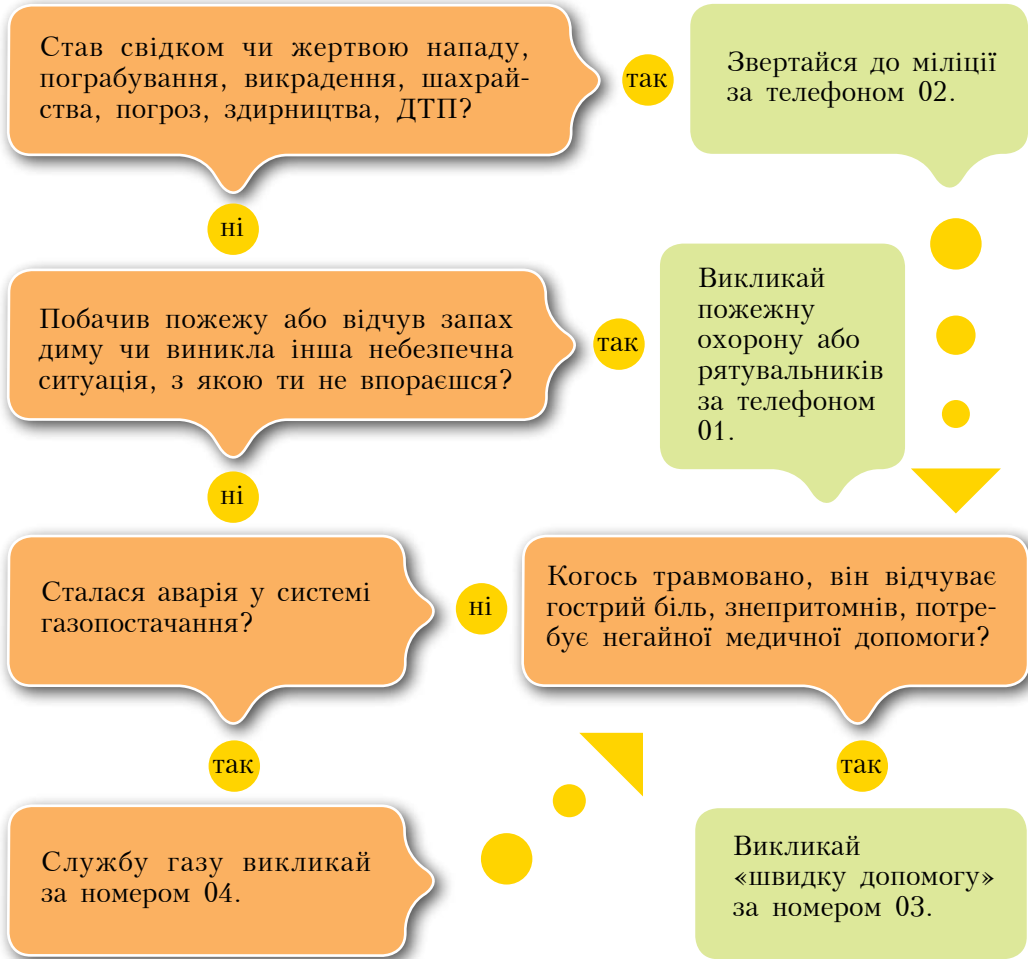 Став свідком чи жертвою нападу,
пограбування, викрадення, шахрай-
ства, погроз, здирництва, ДТП?
так
Звертайся до міліції
за телефоном 02.
ні
Побачив пожежу або відчув запах
диму чи виникла інша небезпечна
ситуація, з якою ти не впораєшся?
так
Викликай
пожежну
охорону або
рятувальників
за телефоном
01.
ні
Сталася аварія у системі
газопостачання?
ні
Когось травмовано, він відчуває
гострий біль, знепритомнів, потре-
бує негайної медичної допомоги?
так
Службу газу викликай
за номером 04.
так
Викликай
«швидку допомогу»
за номером 03.